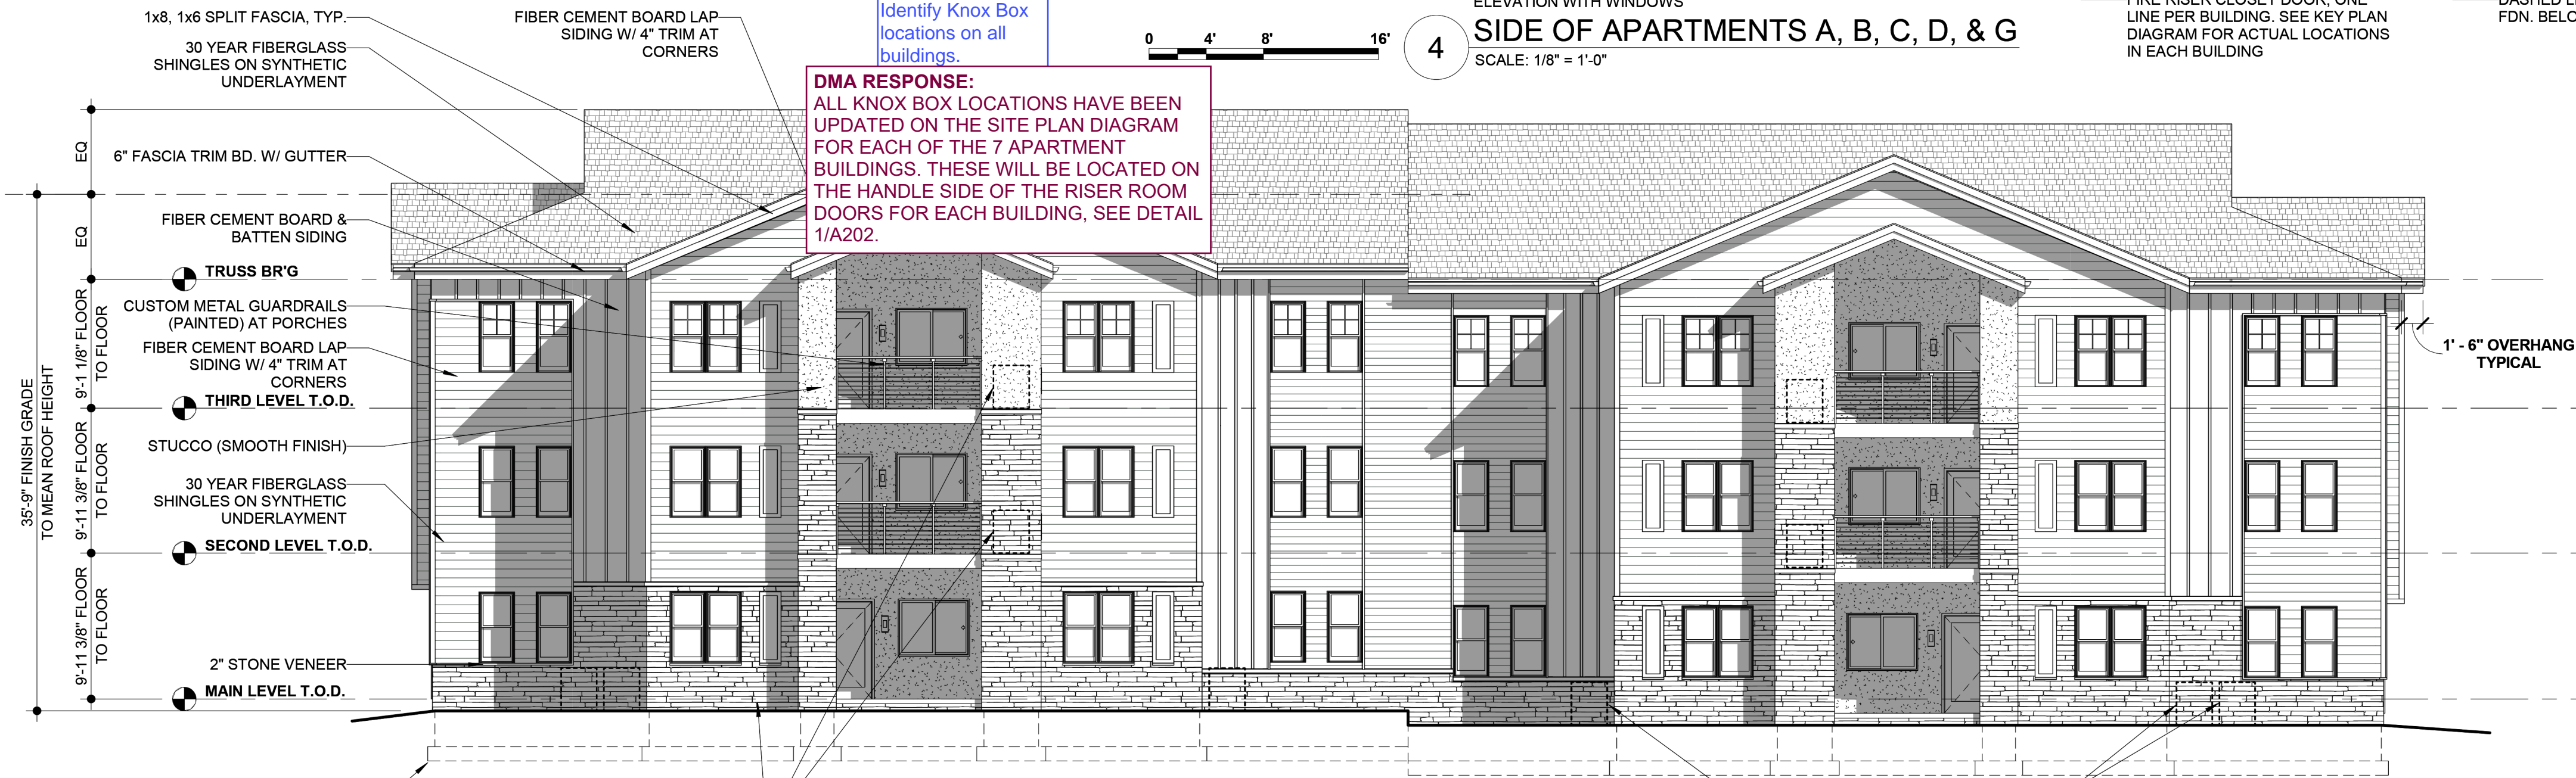 1x8, 1x6 SPLIT FASCIA, TYP.
30 YEAR FIBERGLASS
SHINGLES ON SYNTHETIC
UNDERLAYMENT
6" FASCIA TRIM BD. W/ GUTTER
FIBER CEMENT BOARD &
BATTEN SIDING
TRUSS BR'G
CUSTOM METAL GUARDRAILS
(PAINTED) AT PORCHES
FIBER CEMENT BOARD LAP
SIDING W/ 4" TRIM AT
CORNERS
THIRD LEVEL T.O.D.
STUCCO (SMOOTH FINISH)
30 YEAR FIBERGLASS
SHINGLES ON SYNTHETIC
UNDERLAYMENT
SECOND LEVEL T.O.D.
2" STONE VENEER
MAIN LEVEL T.O.D.
EQ
EQ
9'-1 1/8" FLOOR
TO FLOOR
9'-11 3/8" FLOOR
TO FLOOR
9'-11 3/8" FLOOR
TO FLOOR
35'-9" FINISH GRADE
TO MEAN ROOF HEIGHT
FIBER CEMENT BOARD LAP
SIDING W/ 4" TRIM AT
CORNERS
Identify Knox Box
locations on all
buildings.
DMA RESPONSE:
ALL KNOX BOX LOCATIONS HAVE BEEN
UPDATED ON THE SITE PLAN DIAGRAM
FOR EACH OF THE 7 APARTMENT
BUILDINGS. THESE WILL BE LOCATED ON
THE HANDLE SIDE OF THE RISER ROOM
DOORS FOR EACH BUILDING, SEE DETAIL
1/A202.
0 4' 8' 16'
4
ELEVATION WITH WINDOWS
SIDE OF APARTMENTS A, B, C, D, & G
SCALE: 1/8" = 1'-0"
FIRE RISER CLOSET DOOR, ONE
LINE PER BUILDING. SEE KEY PLAN
DIAGRAM FOR ACTUAL LOCATIONS
IN EACH BUILDING
DASHED
FDN.
1' - 6" OVERHANG
TYPICAL